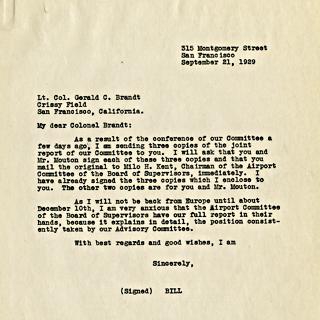 315 Montgomery Street
San Francisco
September 21, 1929
Lt. Col. Gerald C. Brandt
Crissy Field
San Francisco, California.
My dear Colonel Brandt:
As a result of the conference of our Committee a
few days ago, I am sending three copies of the joint
report of our Committee to you. I will ask you and
Mr. Mouton sign each of these three copies and that you
mail the original to Milo H. Kent, Chairman of the Airport
Committee of the Board of Supervisors, immediately. I
have already signed the three copies which I enclose to
you. The other two copies are for you and Mr. Mouton.
As I will not be back from Europe until about
December 10th, I am very anxious that the Airport Committee
of the Board of Supervisors have our full report in their
hands, because it explains in detail, the position consist-
ently taken by our Advisory Committee.
With best regards and good wishes, I am
Sincerely,
(Signed) BILL